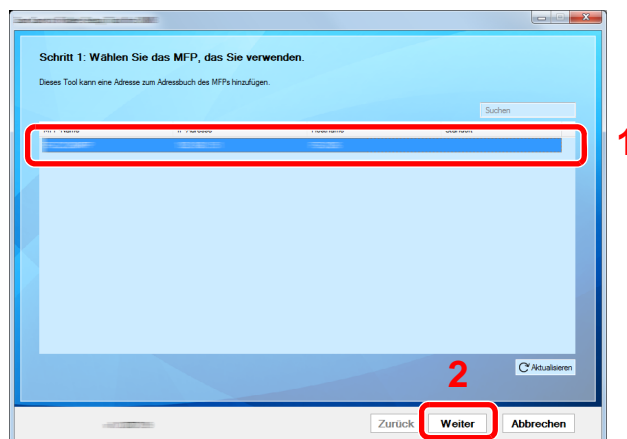 Schritt 1: Wählen Sie das MFP, das Sie verwenden.
Dieses Tool kann eine Adresse zum Adressbuch des MFPs hinzufügen.
Suchen
1
2
Aktualisieren
Zurück Weiter Abbrechen